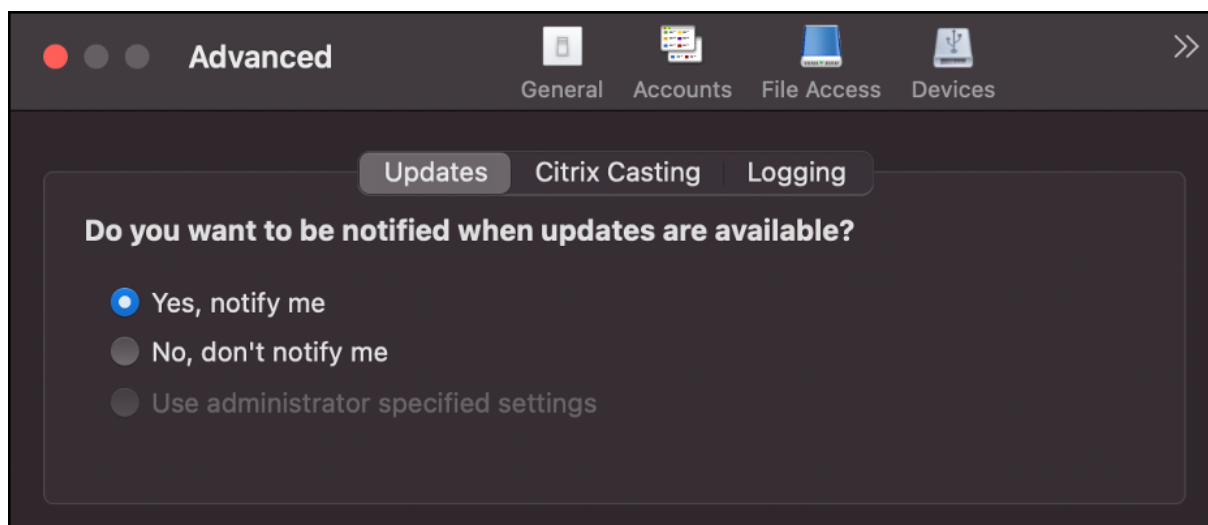 Advanced
General
Accounts
File Access
Devices
Updates
Citrix Casting
Logging
Do you want to be notified when updates are available?
Yes, notify me
No, don't notify me
Use administrator specified settings